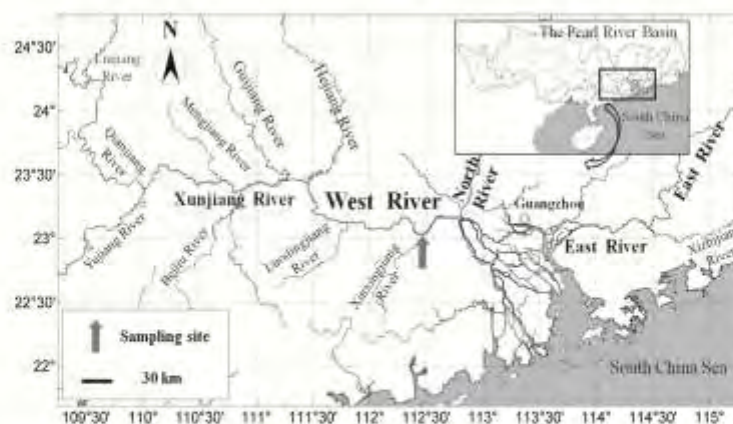 24°30"
24°
23°30"
23°
22°30"
22°
N
The Pearl River Basin
South China
Sea
River
Qianjiang
River
Mengjiang River
Guijiang River
Hejiang River
Xunjiang River
West River
North
River
Guangzhou
East River
East River
River
Yujiang River
Beijiu River
River
River
Sampling site
30 km
South China Sea
109°30"
110°
110°30"
111°
111°30"
112°
112°30"
113°
113°30"
114°
114°30"
115°